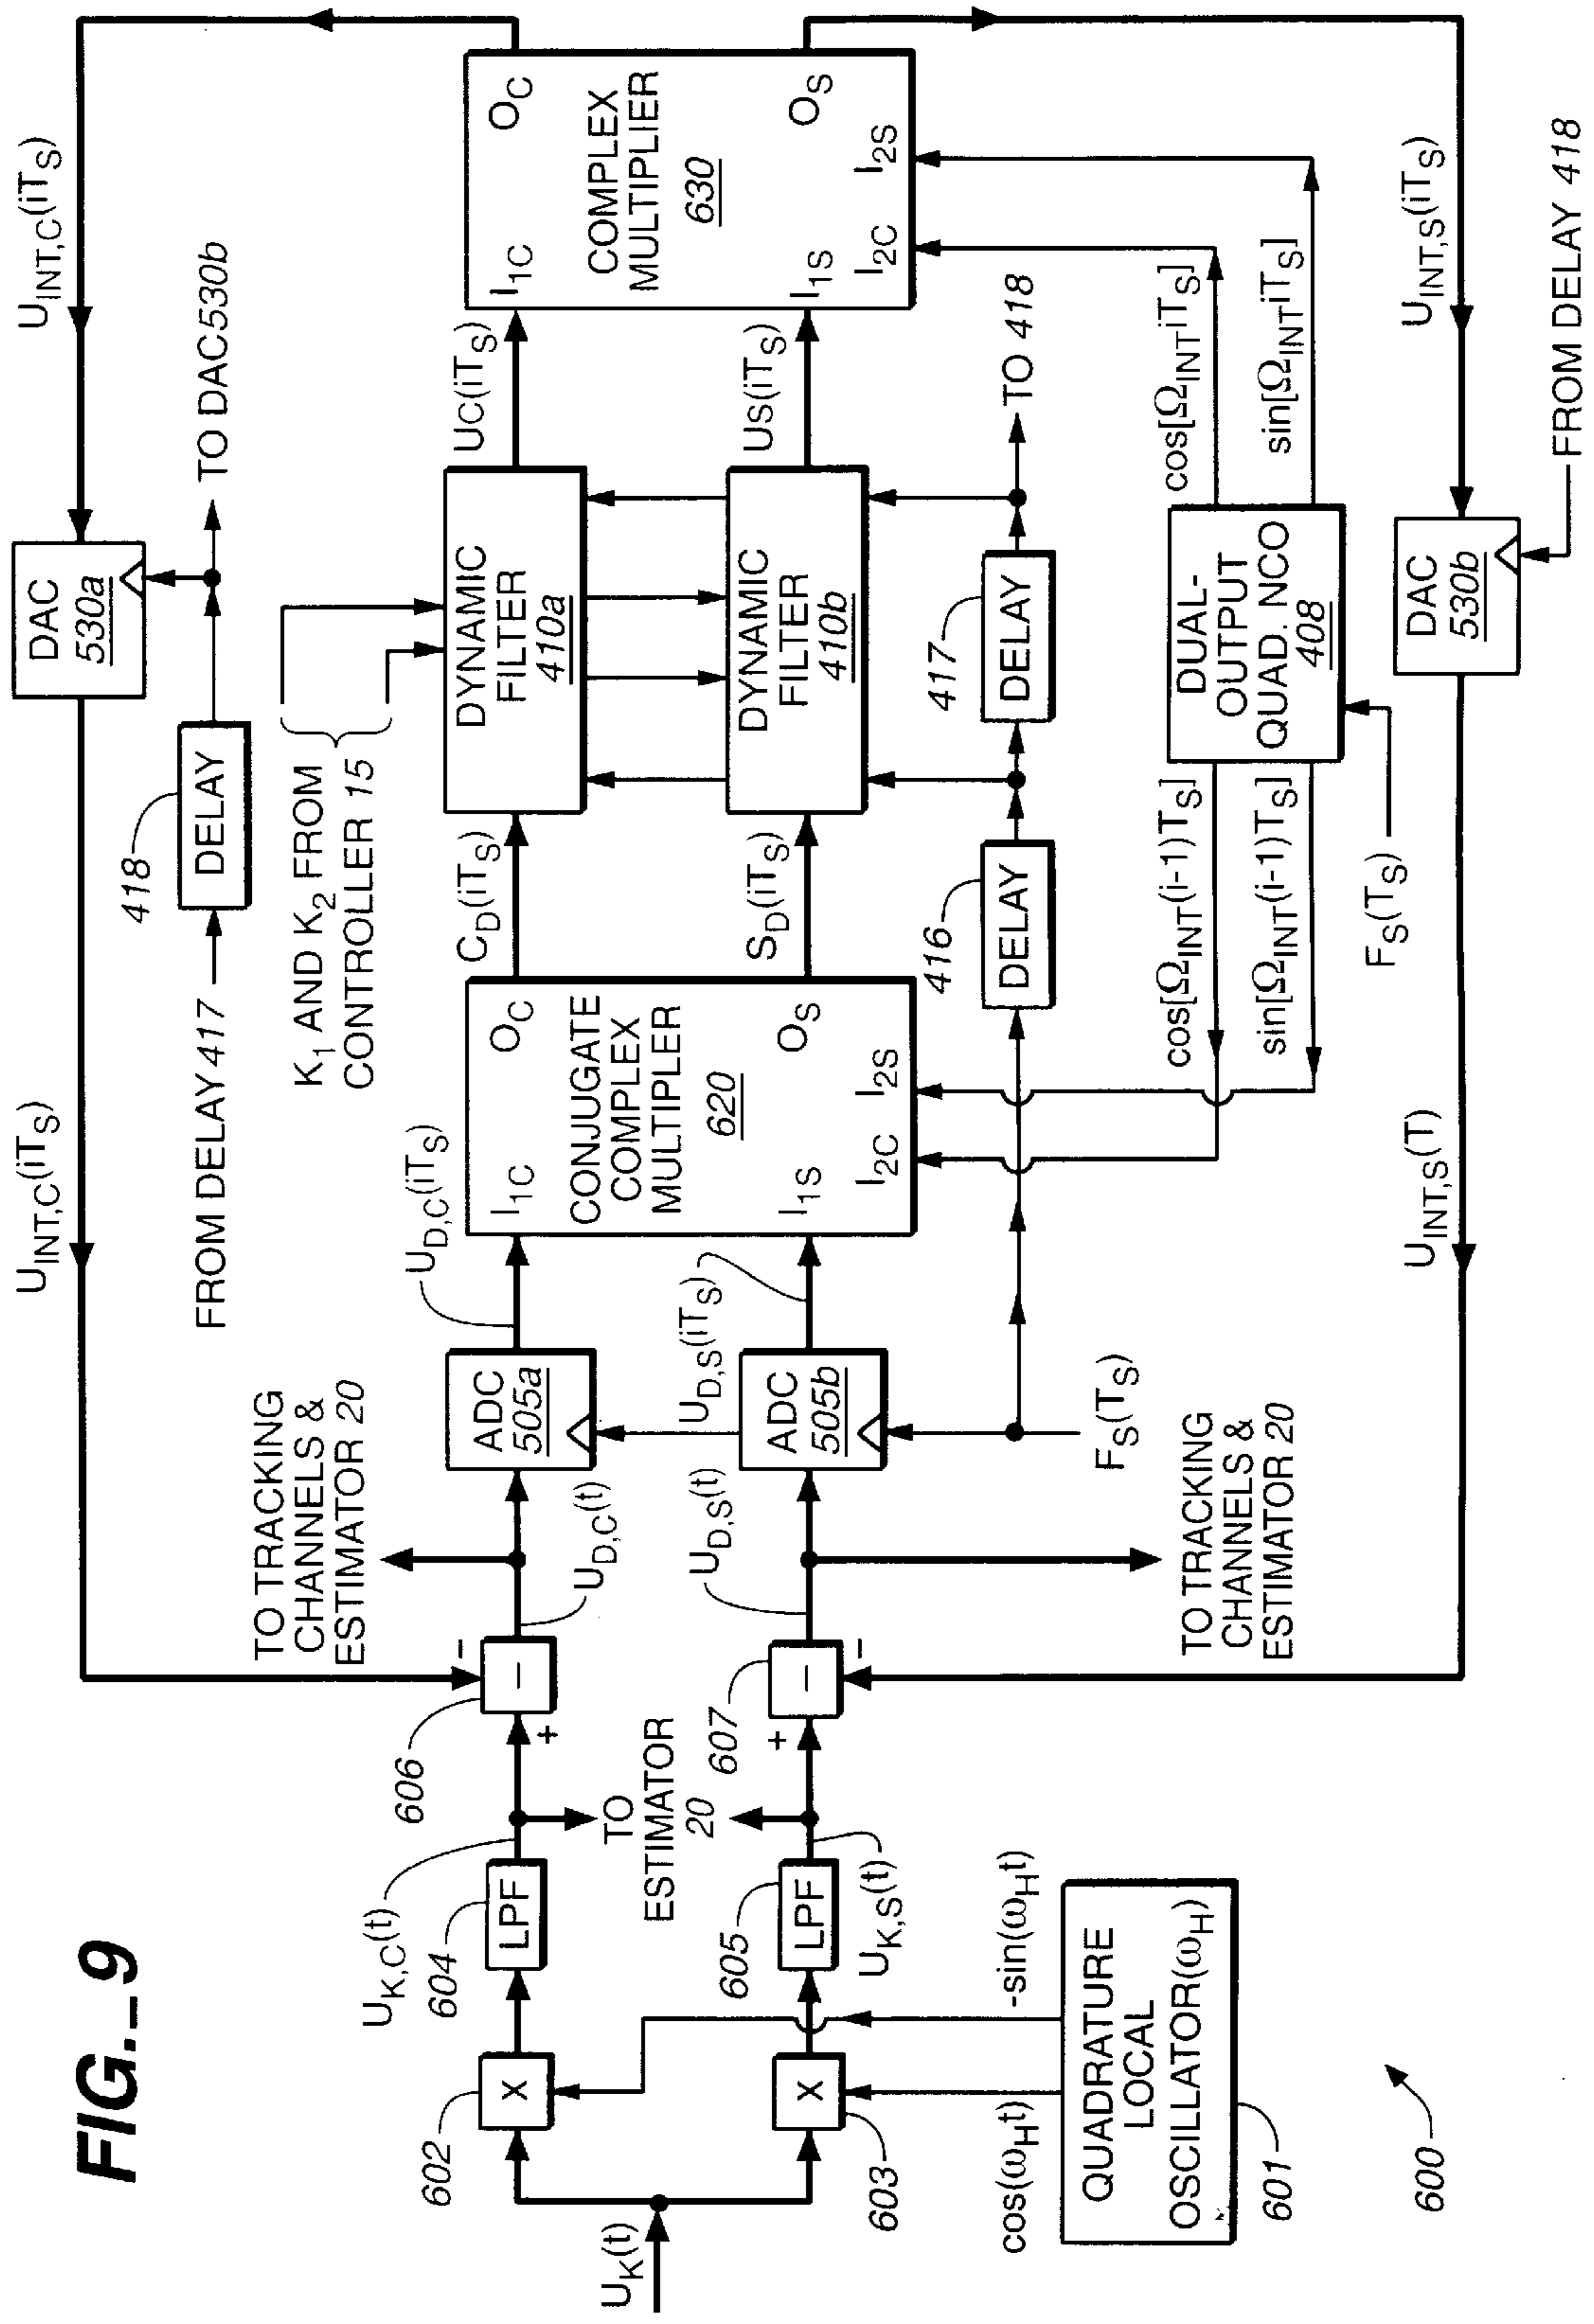 FIG._9
U_K(t)
602
X
603
X
cos(ω_H t)
-sin(ω_H t)
QUADRATURE
LOCAL
OSCILLATOR(ω_H)
601
600
U_K,C(t)
604
LPF
605
LPF
U_K,S(t)
TO
ESTIMATOR
20
606
+
−
-
607
+
−
-
TO TRACKING
CHANNELS &
ESTIMATOR 20
U_D,C(t)
U_D,S(t)
TO TRACKING
CHANNELS &
ESTIMATOR 20
ADC
505a
ADC
505b
F_S(T_S)
U_D,C(iT_S)
U_D,S(iT_S)
I_1C
O_C
CONJUGATE
COMPLEX
MULTIPLER
620
I_1S
O_S
I_2C
I_2S
C_D(iT_S)
S_D(iT_S)
416
DELAY
417
DELAY
TO 418
FROM DELAY 417
418
DELAY
TO DAC530b
K_1 AND K_2 FROM
CONTROLLER 15
DYNAMIC
FILTER
410a
DYNAMIC
FILTER
410b
U_C(iT_S)
U_S(iT_S)
I_1C
O_C
COMPLEX
MULTIPLIER
630
I_1S
O_S
I_2C
I_2S
cos[Ω_INT(i-1)T_S]
sin[Ω_INT(i-1)T_S]
F_S(T_S)
DUAL-
OUTPUT
QUAD. NCO
408
cos[Ω_INT iT_S]
sin[Ω_INT iT_S]
U_INT,C(iT_S)
DAC
530a
U_INT,C(iT_S)
U_INT,S(T)
DAC
530b
U_INT,S(iT_S)
FROM DELAY 418